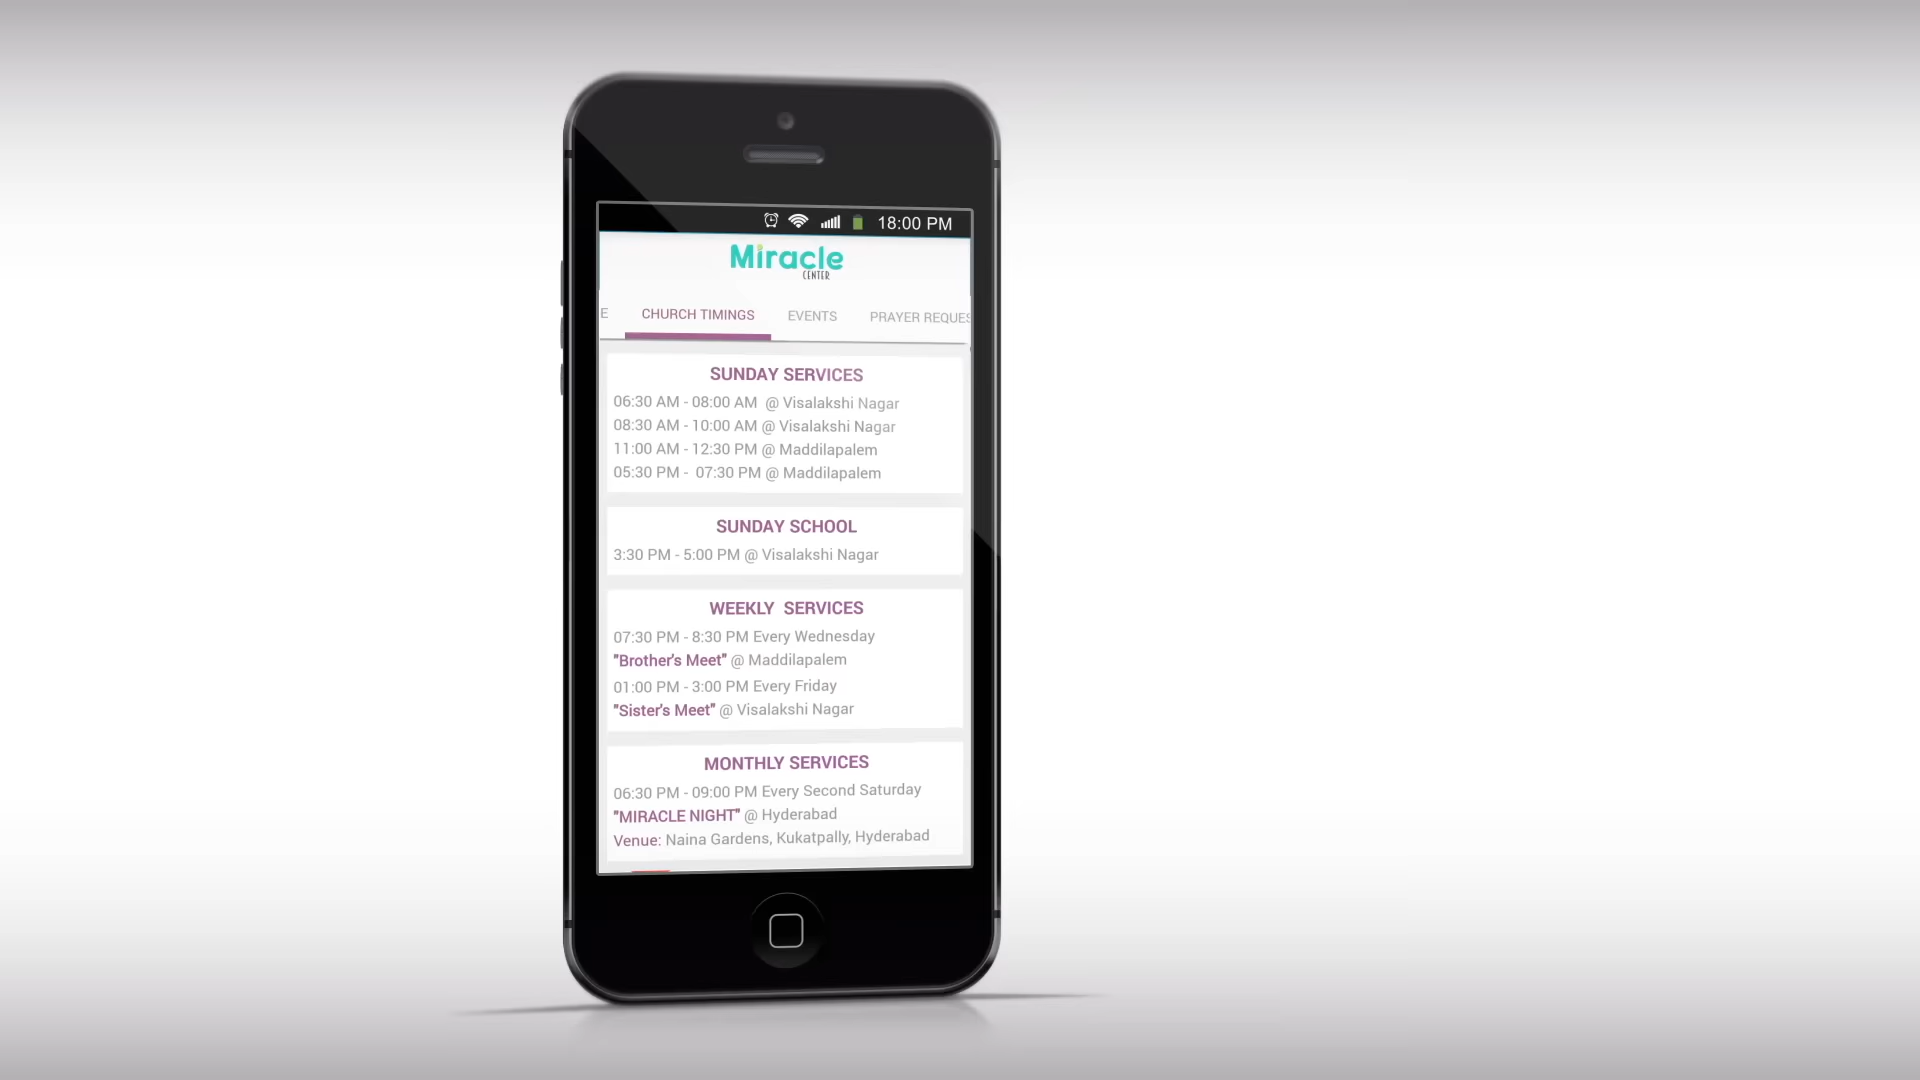 18:00 PM
Miracle
CENTER
E CHURCH TIMINGS EVENTS PRAYER REQUES
SUNDAY SERVICES
06:30 AM - 08:00 AM @ Visalakshi Nagar
08:30 AM - 10:00 AM @ Visalakshi Nagar
11:00 AM - 12:30 PM @ Maddilapalem
05:30 PM - 07:30 PM @ Maddilapalem
SUNDAY SCHOOL
3:30 PM - 5:00 PM @ Visalakshi Nagar
WEEKLY SERVICES
07:30 PM - 8:30 PM Every Wednesday
"Brother's Meet" @ Maddilapalem
01:00 PM - 3:00 PM Every Friday
"Sister's Meet" @ Visalakshi Nagar
MONTHLY SERVICES
06:30 PM - 09:00 PM Every Second Saturday
"MIRACLE NIGHT" @ Hyderabad
Venue: Naina Gardens, Kukatpally, Hyderabad